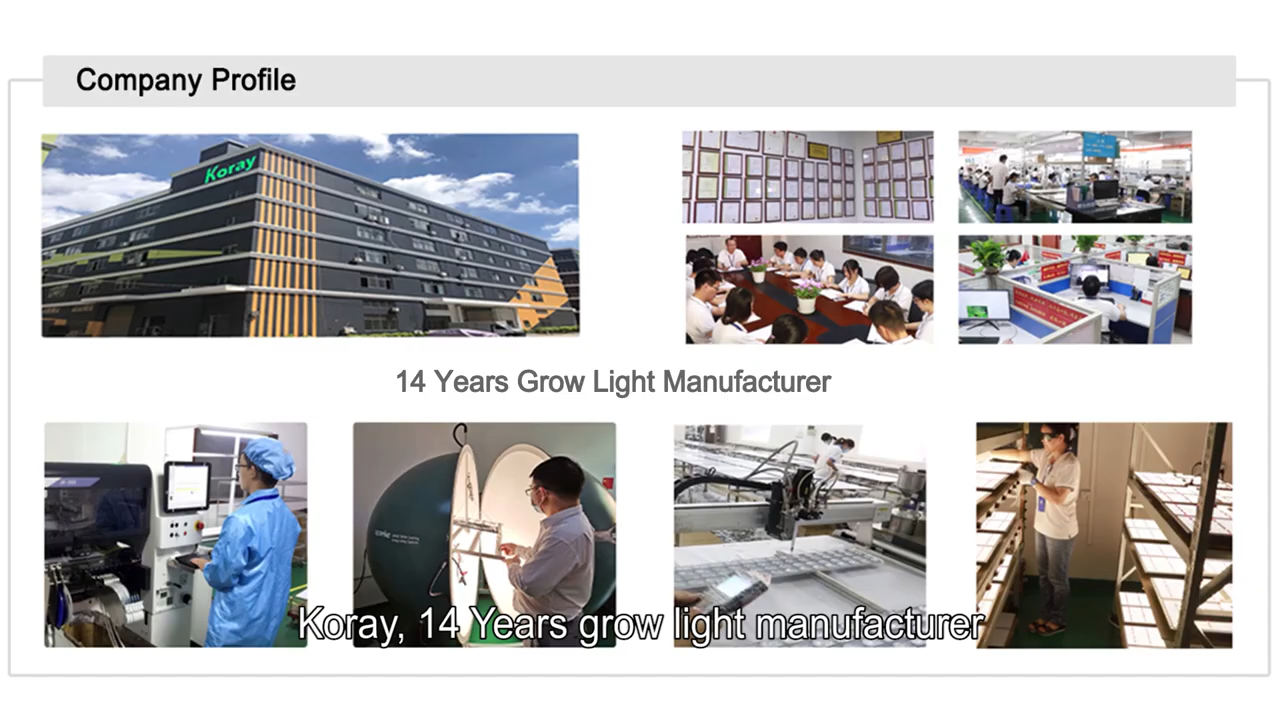 Company Profile
Koray
14 Years Grow Light Manufacturer
Koray, 14 Years grow light manufacturer